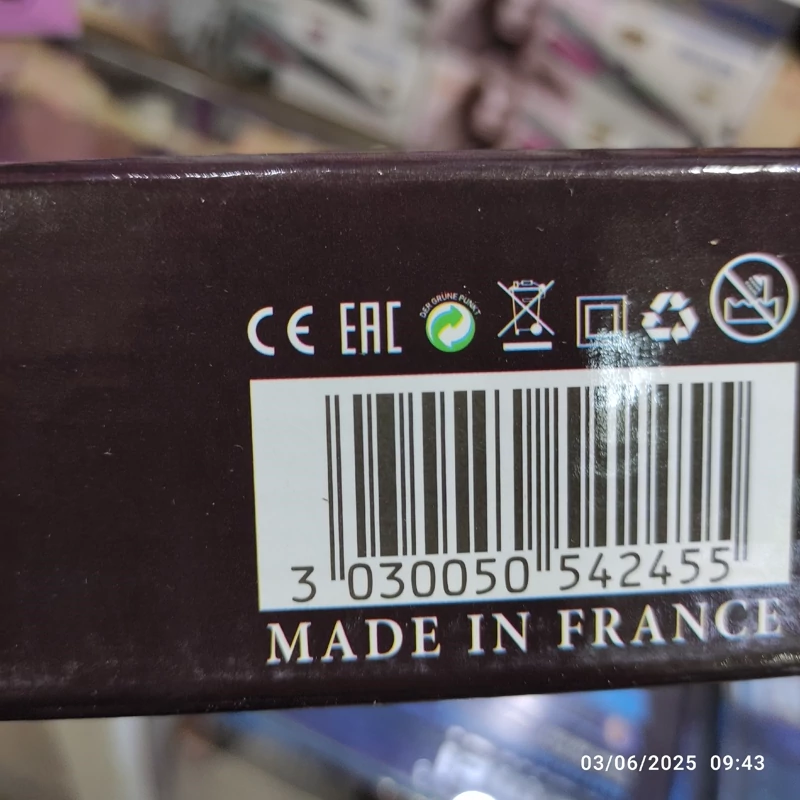 CE EAC DER GRÜNE PUNKT
3 030050 542455
MADE IN FRANCE
03/06/2025 09:43